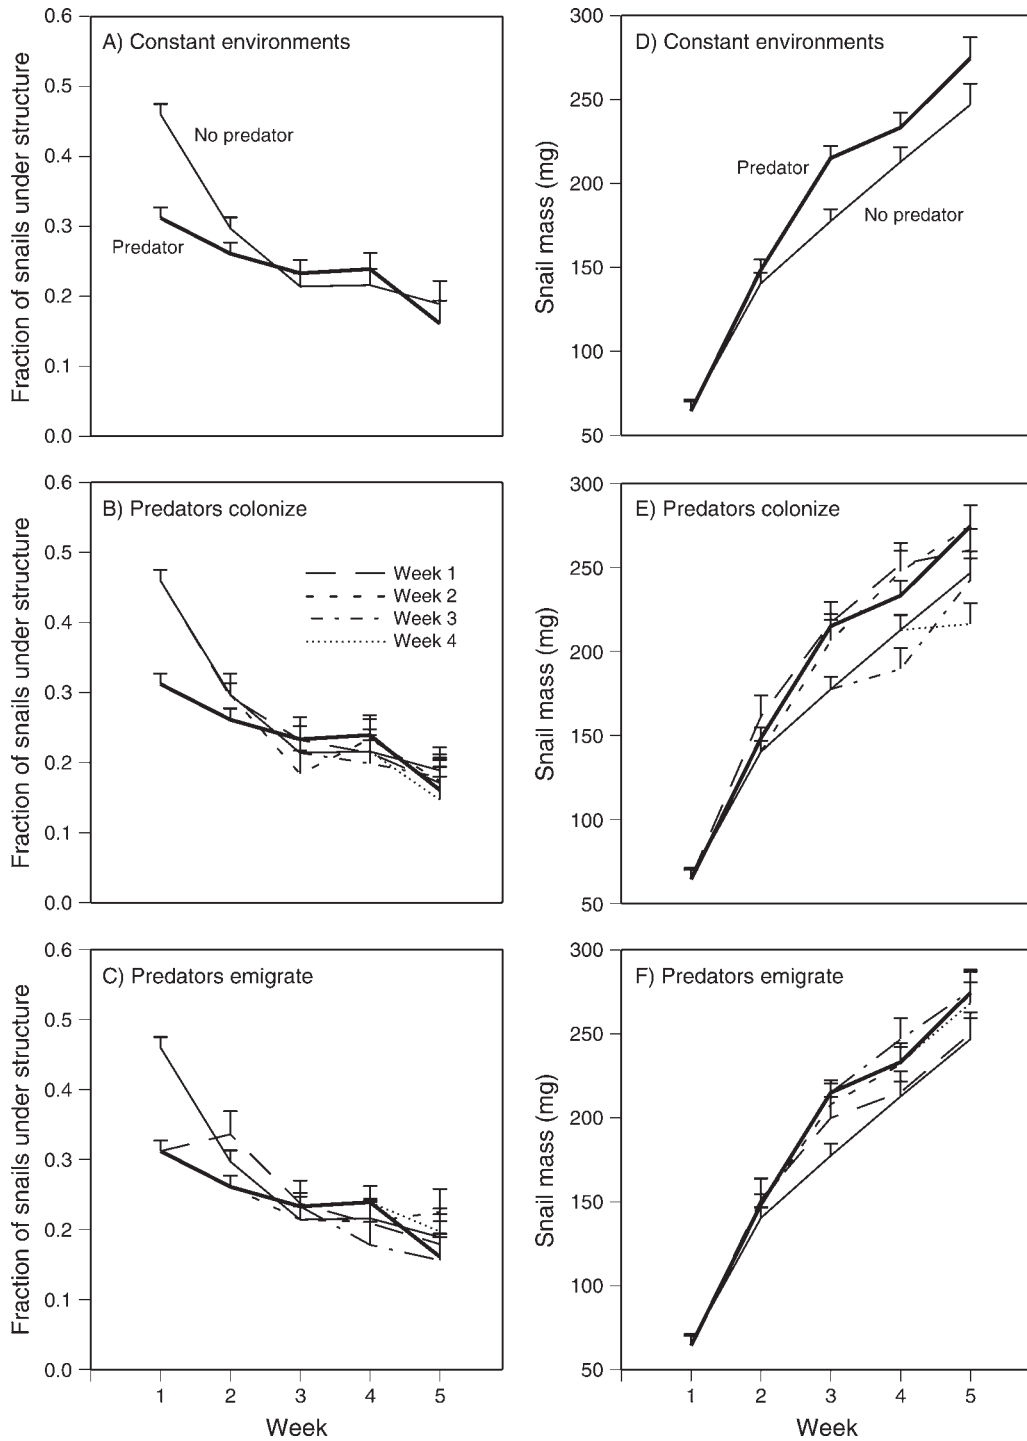 A) Constant environments
Fraction of snails under structure
0.6
0.5
0.4
0.3
0.2
0.1
0.0
No predator
Predator
D) Constant environments
Snail mass (mg)
300
250
200
150
100
50
Predator
No predator
B) Predators colonize
Fraction of snails under structure
0.6
0.5
0.4
0.3
0.2
0.1
0.0
Week 1
Week 2
Week 3
Week 4
E) Predators colonize
Snail mass (mg)
300
250
200
150
100
50
C) Predators emigrate
Fraction of snails under structure
0.6
0.5
0.4
0.3
0.2
0.1
0.0
1 2 3 4 5
Week
F) Predators emigrate
Snail mass (mg)
300
250
200
150
100
50
1 2 3 4 5
Week